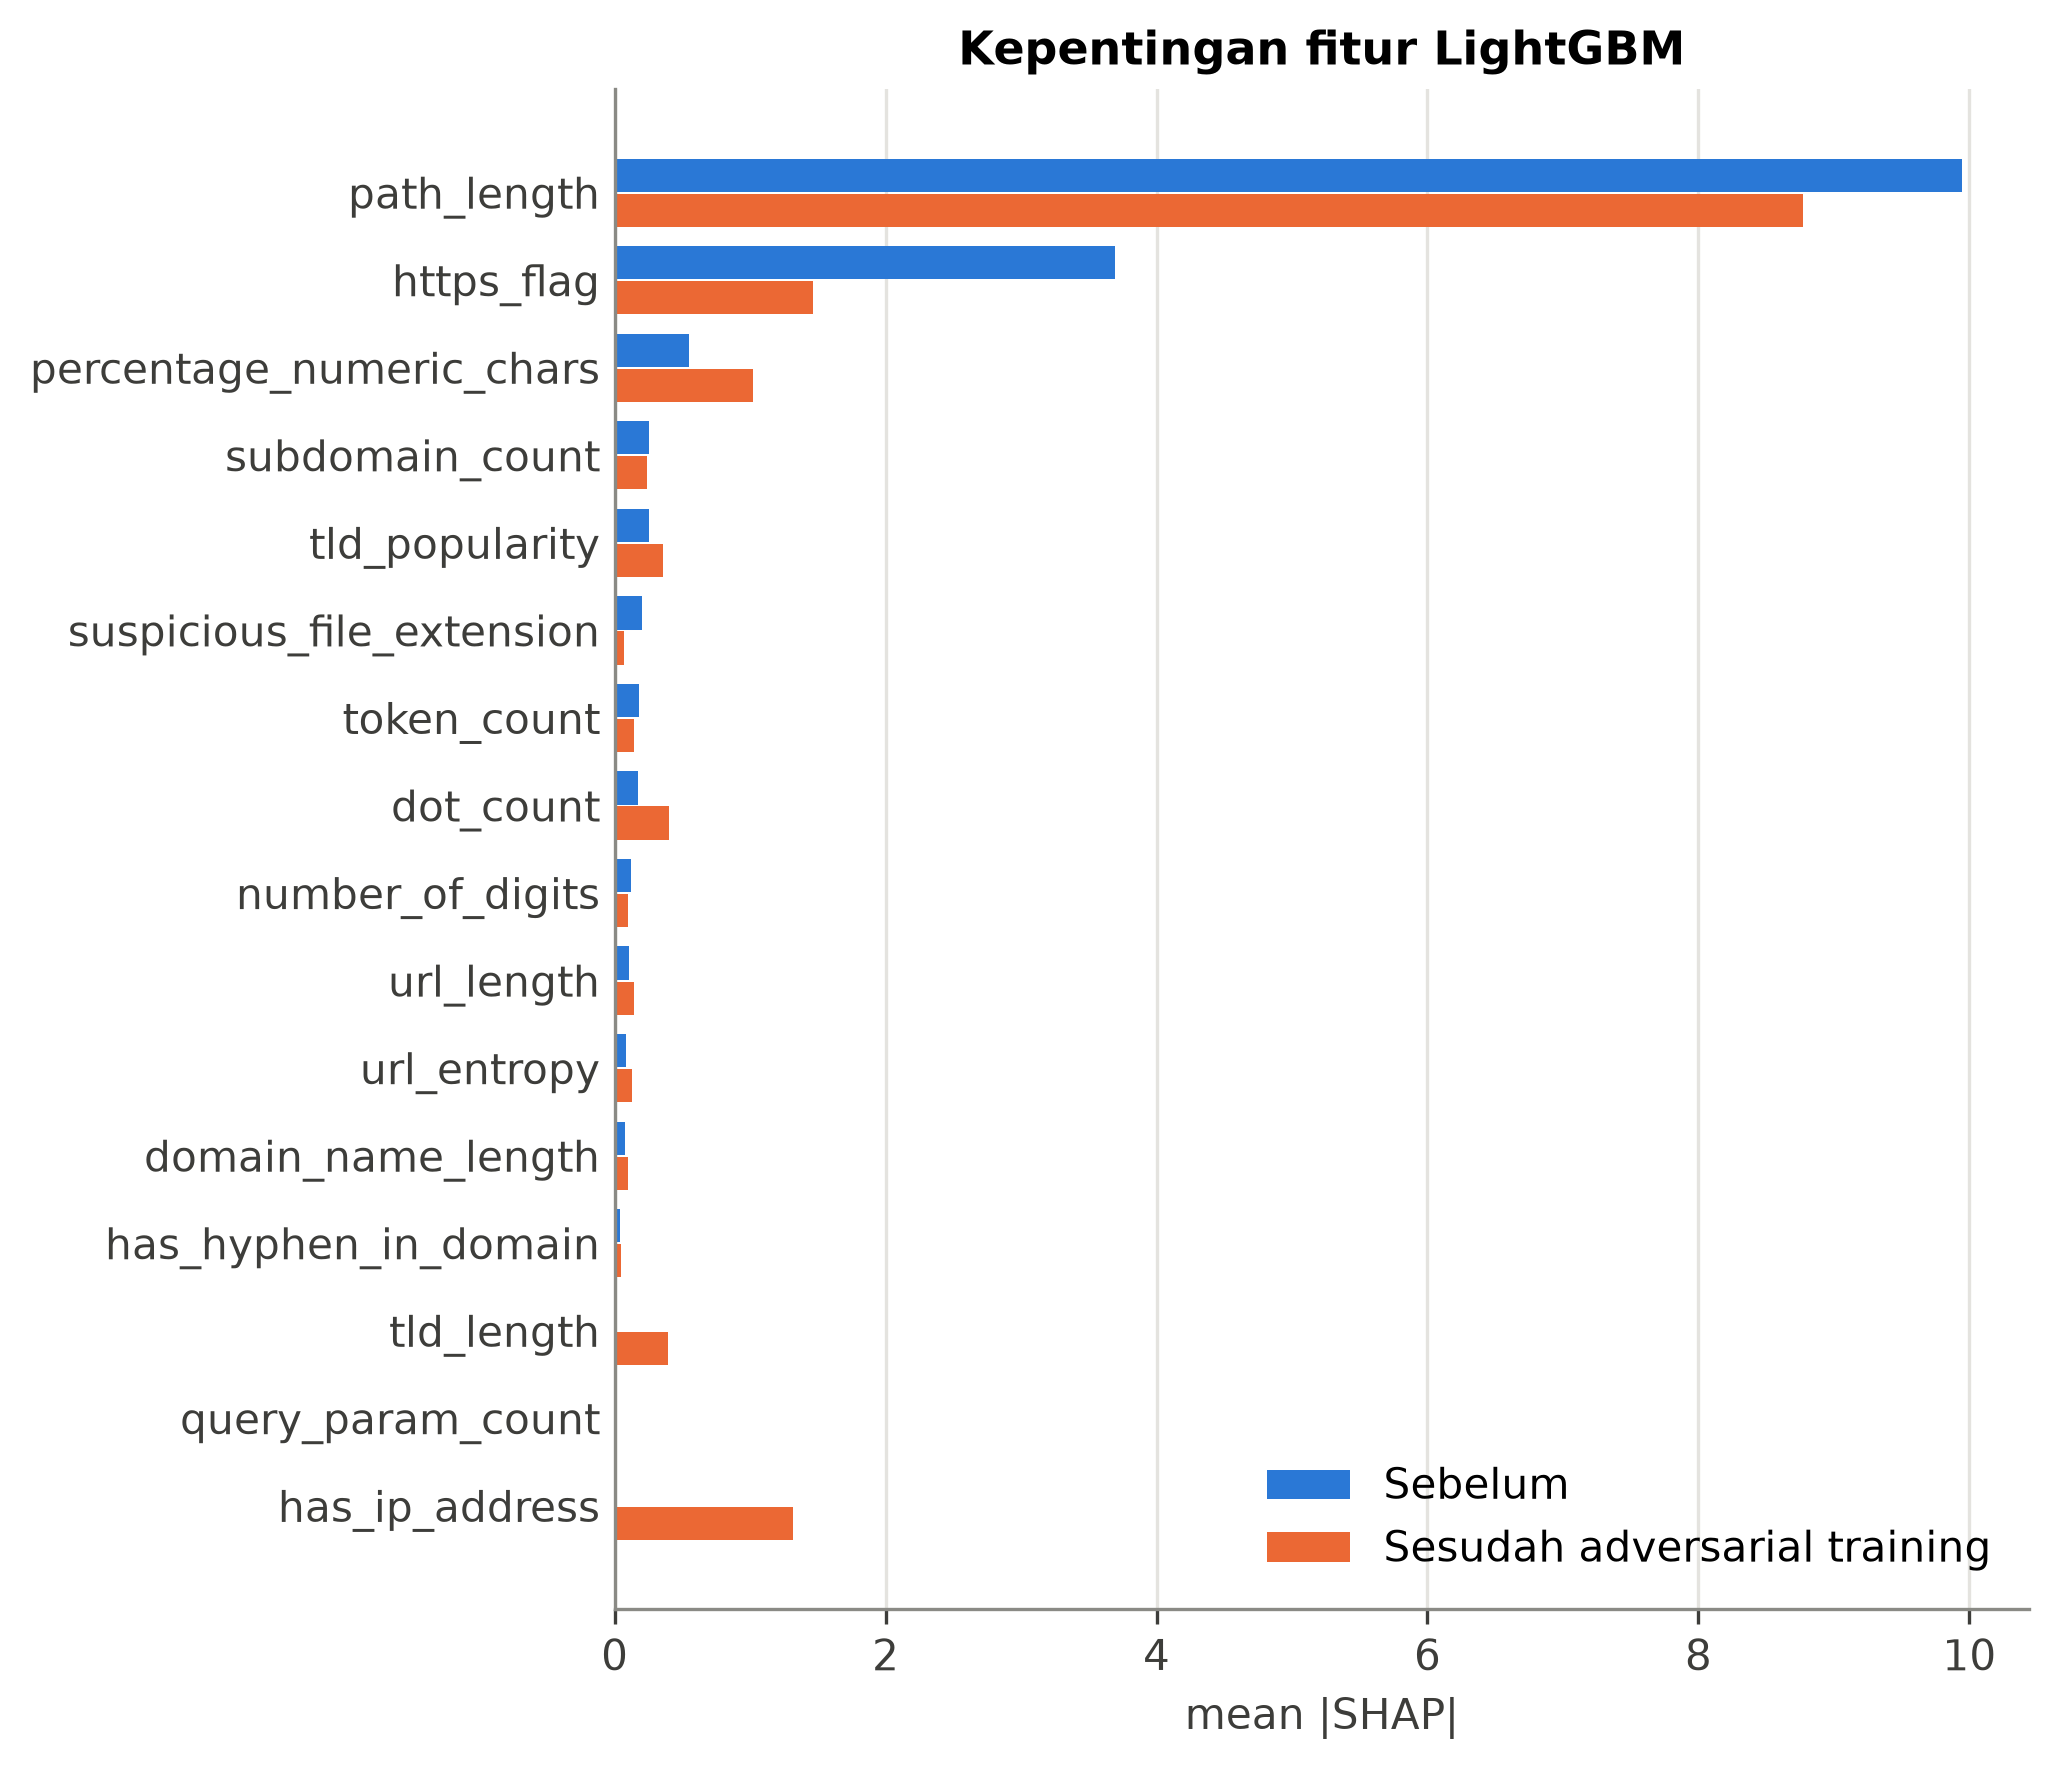 Kepentingan fitur LightGBM
path_length
https_flag
percentage_numeric_chars
subdomain_count
tld_popularity
suspicious_file_extension
token_count
dot_count
number_of_digits
url_length
url_entropy
domain_name_length
has_hyphen_in_domain
tld_length
query_param_count
has_ip_address
Sebelum
Sesudah adversarial training
0 2 4 6 8 10
mean |SHAP|